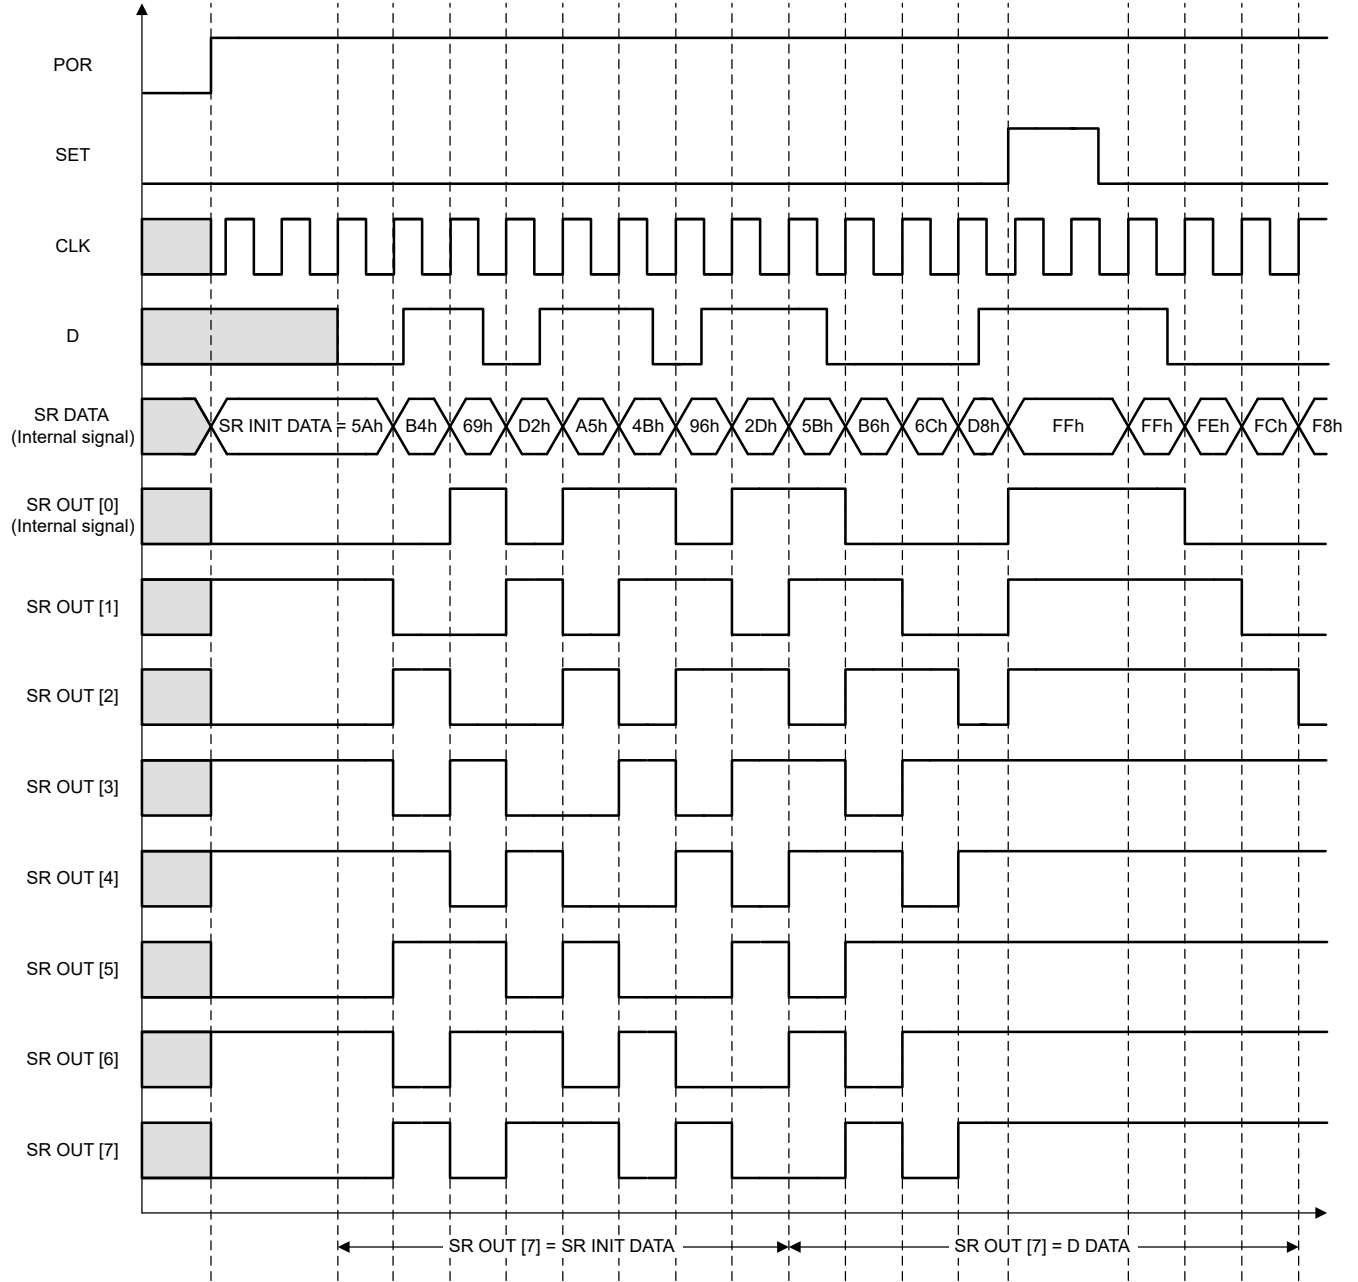 POR
SET
CLK
D
SR DATA
(Internal signal)
SR INIT DATA = 5Ah B4h 69h D2h A5h 4Bh 96h 2Dh 5Bh B6h 6Ch D8h FFh FFh FEh FCh F8h
SR OUT [0]
(Internal signal)
SR OUT [1]
SR OUT [2]
SR OUT [3]
SR OUT [4]
SR OUT [5]
SR OUT [6]
SR OUT [7]
SR OUT [7] = SR INIT DATA SR OUT [7] = D DATA